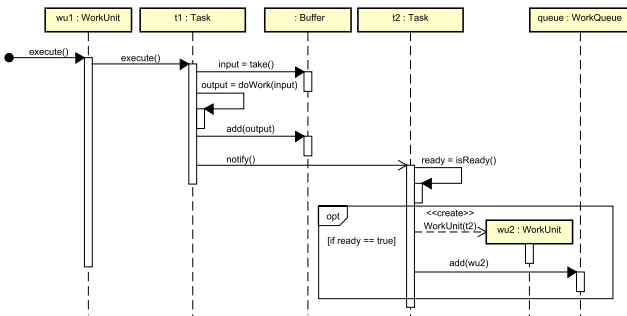 wu1 : WorkUnit
t1 : Task
: Buffer
t2 : Task
queue : WorkQueue
execute()
execute()
input = take()
output = doWork(input)
add(output)
notify()
ready = isReady()
opt
<<create>>
WorkUnit(t2)
wu2 : WorkUnit
[if ready == true]
add(wu2)